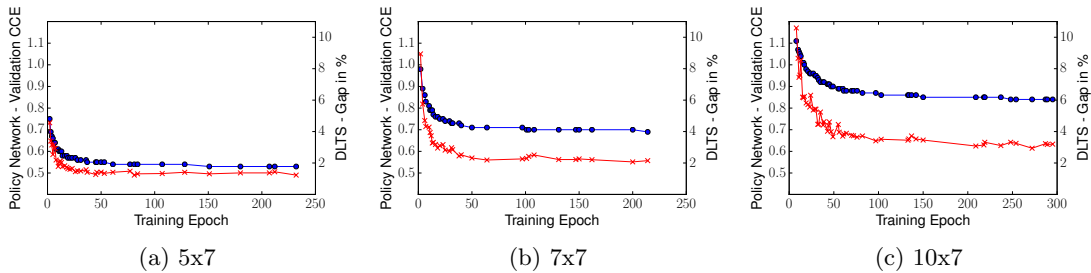 Policy Network - Validation CCE
1.1
1.0
0.9
0.8
0.7
0.6
0.5
0 50 100 150 200 250
Training Epoch
10
8
6
4
2
DLTS - Gap in %
(a) 5x7
Policy Network - Validation CCE
1.1
1.0
0.9
0.8
0.7
0.6
0.5
0 50 100 150 200 250
Training Epoch
10
8
6
4
2
DLTS - Gap in %
(b) 7x7
Policy Network - Validation CCE
1.1
1.0
0.9
0.8
0.7
0.6
0.5
0 50 100 150 200 250 300
Training Epoch
10
8
6
4
2
DLTS - Gap in %
(c) 10x7